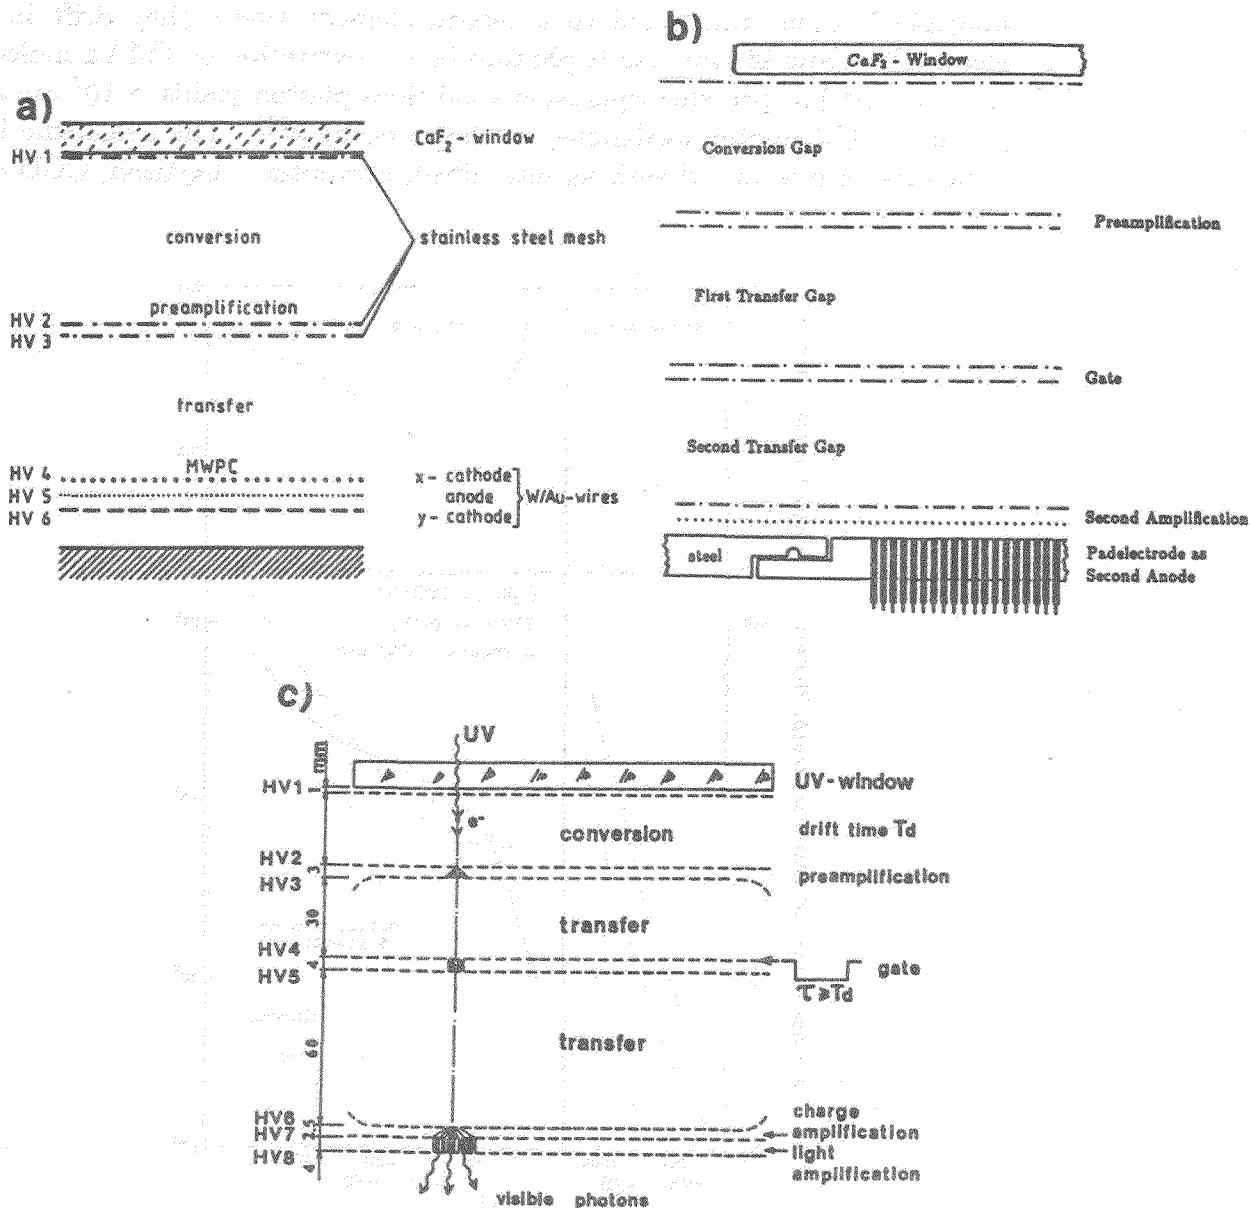 a)
CaF2 - window
HV 1
conversion
stainless steel mesh
preamplification
HV 2
HV 3
transfer
MWPC
HV 4
HV 5
HV 6
x - cathode
anode
y - cathode
W/Au-wires
b)
CaF2 - Window
Conversion Gap
Preamplification
First Transfer Gap
Gate
Second Transfer Gap
Second Amplification
steel
Padelectrode as
Second Anode
c)
mm
UV
HV1
1
UV-window
e-
conversion
drift time Td
HV2
3
HV3
preamplification
30
transfer
HV4
4
HV5
gate
τ ≥ Td
60
transfer
HV6
2.5
HV7
HV8
4
charge
amplification
light
amplification
visible photons